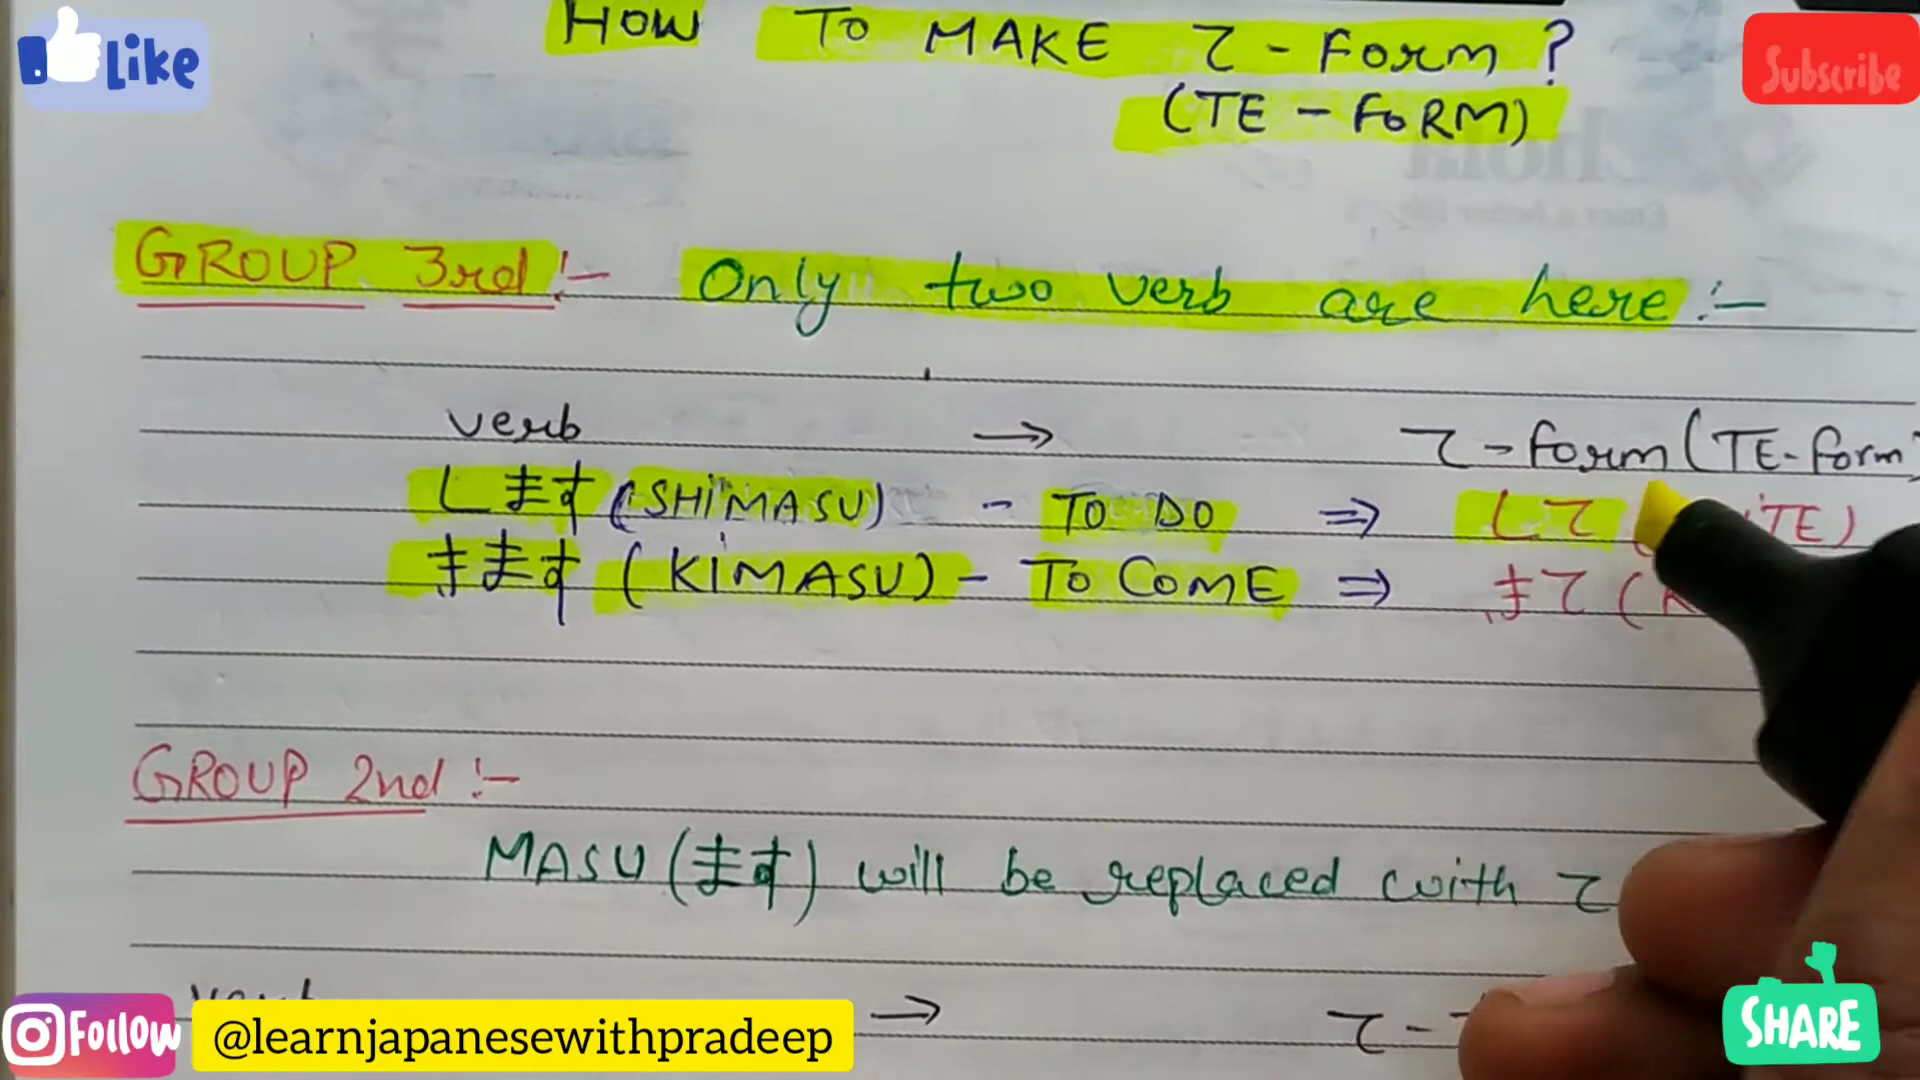 Like
Subscribe
HOW TO MAKE て - FORM ?
(TE - FORM)
GROUP 3rd :- Only two verb are here :-
verb → て - form (TE-form
します (SHIMASU) - TO DO ⇒ して TE)
きます (KIMASU) - TO COME ⇒ きて (K
GROUP 2nd :-
MASU (ます) will be replaced with て
verb → て -
Follow @learnjapanesewithpradeep
SHARE